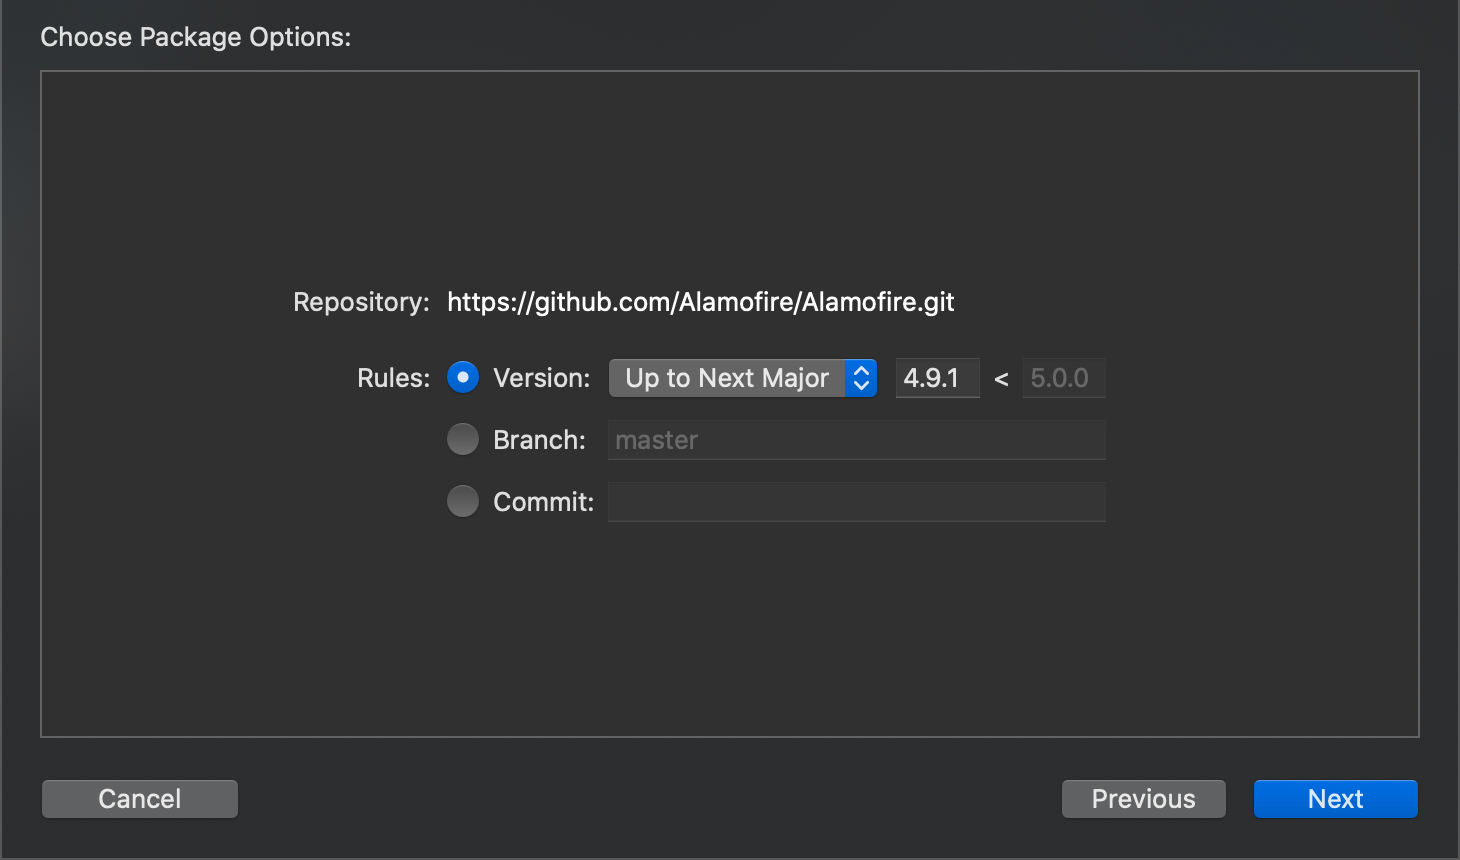 Choose Package Options:
Repository: https://github.com/Alamofire/Alamofire.git
Rules: Version: Up to Next Major 4.9.1 < 5.0.0
Branch: master
Commit:
Cancel Previous Next